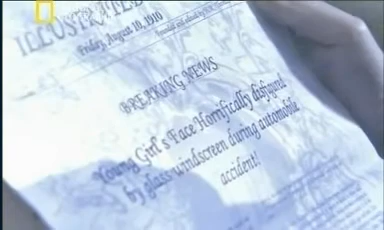 ILLUSTRATED
Friday, August 10, 1910
BREAKING NEWS
Young Girl's Face Horrifically disfigured
by glass windscreen during automobile
accident!